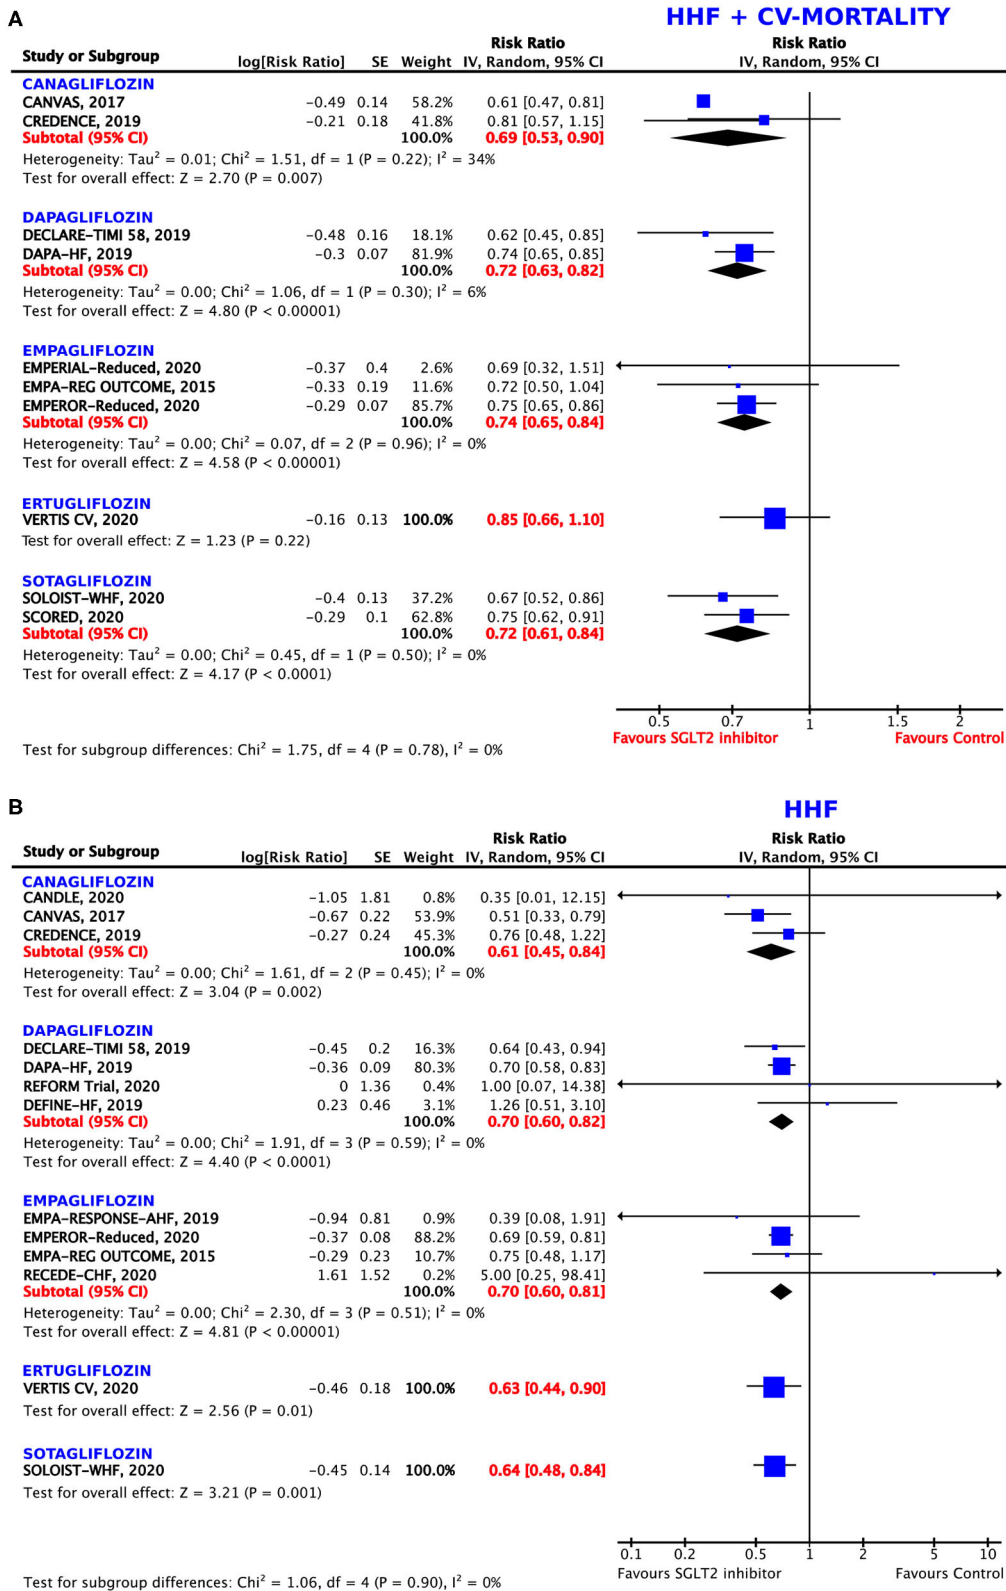 A
HHF + CV-MORTALITY
Risk Ratio Risk Ratio
Study or Subgroup log[Risk Ratio] SE Weight IV, Random, 95% CI IV, Random, 95% CI
CANAGLIFLOZIN
CANVAS, 2017 −0.49 0.14 58.2% 0.61 [0.47, 0.81]
CREDENCE, 2019 −0.21 0.18 41.8% 0.81 [0.57, 1.15]
Subtotal (95% CI) 100.0% 0.69 [0.53, 0.90]
Heterogeneity: Tau² = 0.01; Chi² = 1.51, df = 1 (P = 0.22); I² = 34%
Test for overall effect: Z = 2.70 (P = 0.007)
DAPAGLIFLOZIN
DECLARE−TIMI 58, 2019 −0.48 0.16 18.1% 0.62 [0.45, 0.85]
DAPA−HF, 2019 −0.3 0.07 81.9% 0.74 [0.65, 0.85]
Subtotal (95% CI) 100.0% 0.72 [0.63, 0.82]
Heterogeneity: Tau² = 0.00; Chi² = 1.06, df = 1 (P = 0.30); I² = 6%
Test for overall effect: Z = 4.80 (P < 0.00001)
EMPAGLIFLOZIN
EMPERIAL−Reduced, 2020 −0.37 0.4 2.6% 0.69 [0.32, 1.51]
EMPA−REG OUTCOME, 2015 −0.33 0.19 11.6% 0.72 [0.50, 1.04]
EMPEROR−Reduced, 2020 −0.29 0.07 85.7% 0.75 [0.65, 0.86]
Subtotal (95% CI) 100.0% 0.74 [0.65, 0.84]
Heterogeneity: Tau² = 0.00; Chi² = 0.07, df = 2 (P = 0.96); I² = 0%
Test for overall effect: Z = 4.58 (P < 0.00001)
ERTUGLIFLOZIN
VERTIS CV, 2020 −0.16 0.13 100.0% 0.85 [0.66, 1.10]
Test for overall effect: Z = 1.23 (P = 0.22)
SOTAGLIFLOZIN
SOLOIST−WHF, 2020 −0.4 0.13 37.2% 0.67 [0.52, 0.86]
SCORED, 2020 −0.29 0.1 62.8% 0.75 [0.62, 0.91]
Subtotal (95% CI) 100.0% 0.72 [0.61, 0.84]
Heterogeneity: Tau² = 0.00; Chi² = 0.45, df = 1 (P = 0.50); I² = 0%
Test for overall effect: Z = 4.17 (P < 0.0001)
0.5 0.7 1 1.5 2
Favours SGLT2 inhibitor Favours Control
Test for subgroup differences: Chi² = 1.75, df = 4 (P = 0.78), I² = 0%
B
HHF
Risk Ratio Risk Ratio
Study or Subgroup log[Risk Ratio] SE Weight IV, Random, 95% CI IV, Random, 95% CI
CANAGLIFLOZIN
CANDLE, 2020 −1.05 1.81 0.8% 0.35 [0.01, 12.15]
CANVAS, 2017 −0.67 0.22 53.9% 0.51 [0.33, 0.79]
CREDENCE, 2019 −0.27 0.24 45.3% 0.76 [0.48, 1.22]
Subtotal (95% CI) 100.0% 0.61 [0.45, 0.84]
Heterogeneity: Tau² = 0.00; Chi² = 1.61, df = 2 (P = 0.45); I² = 0%
Test for overall effect: Z = 3.04 (P = 0.002)
DAPAGLIFLOZIN
DECLARE−TIMI 58, 2019 −0.45 0.2 16.3% 0.64 [0.43, 0.94]
DAPA−HF, 2019 −0.36 0.09 80.3% 0.70 [0.58, 0.83]
REFORM Trial, 2020 0 1.36 0.4% 1.00 [0.07, 14.38]
DEFINE−HF, 2019 0.23 0.46 3.1% 1.26 [0.51, 3.10]
Subtotal (95% CI) 100.0% 0.70 [0.60, 0.82]
Heterogeneity: Tau² = 0.00; Chi² = 1.91, df = 3 (P = 0.59); I² = 0%
Test for overall effect: Z = 4.40 (P < 0.0001)
EMPAGLIFLOZIN
EMPA−RESPONSE−AHF, 2019 −0.94 0.81 0.9% 0.39 [0.08, 1.91]
EMPEROR−Reduced, 2020 −0.37 0.08 88.2% 0.69 [0.59, 0.81]
EMPA−REG OUTCOME, 2015 −0.29 0.23 10.7% 0.75 [0.48, 1.17]
RECEDE−CHF, 2020 1.61 1.52 0.2% 5.00 [0.25, 98.41]
Subtotal (95% CI) 100.0% 0.70 [0.60, 0.81]
Heterogeneity: Tau² = 0.00; Chi² = 2.30, df = 3 (P = 0.51); I² = 0%
Test for overall effect: Z = 4.81 (P < 0.00001)
ERTUGLIFLOZIN
VERTIS CV, 2020 −0.46 0.18 100.0% 0.63 [0.44, 0.90]
Test for overall effect: Z = 2.56 (P = 0.01)
SOTAGLIFLOZIN
SOLOIST−WHF, 2020 −0.45 0.14 100.0% 0.64 [0.48, 0.84]
Test for overall effect: Z = 3.21 (P = 0.001)
0.1 0.2 0.5 1 2 5 10
Favours SGLT2 inhibitor Favours Control
Test for subgroup differences: Chi² = 1.06, df = 4 (P = 0.90), I² = 0%